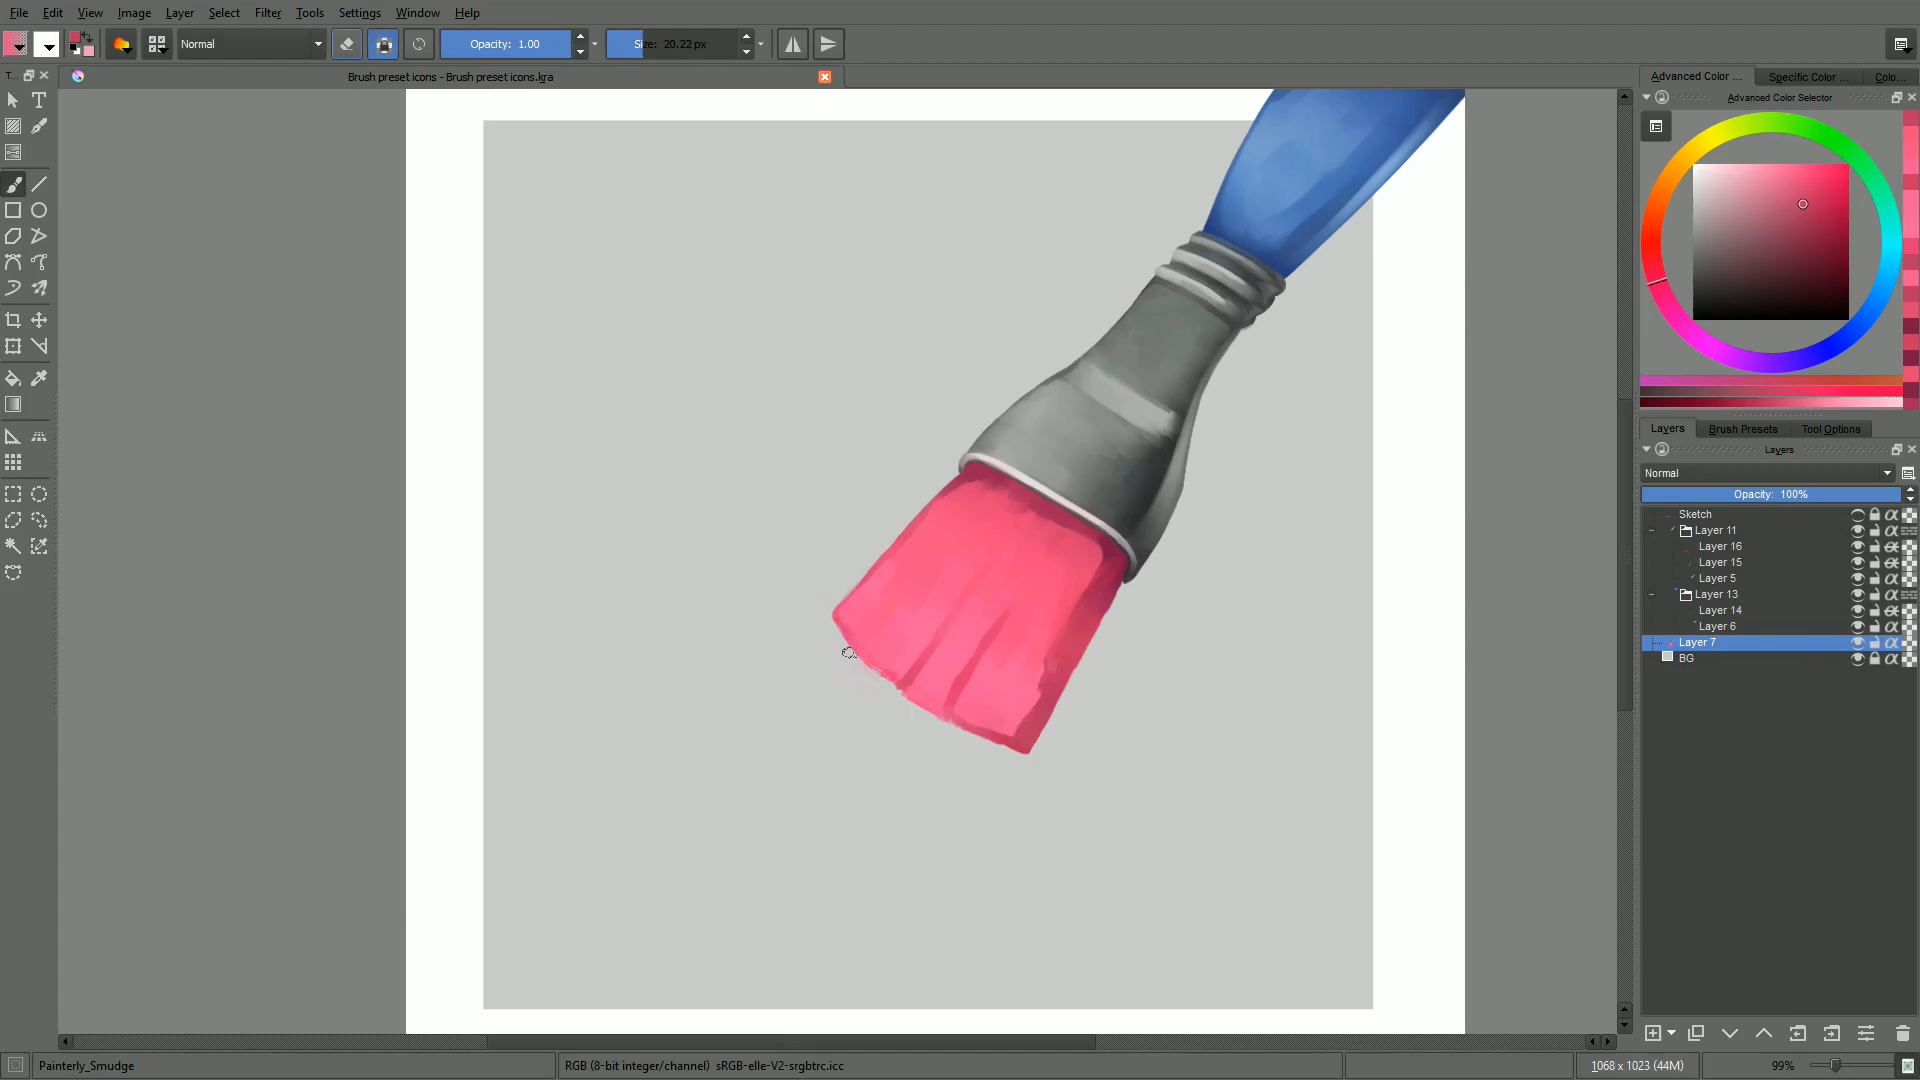 File Edit View Image Layer Select Filter Tools Settings Window Help
Normal Opacity: 1.00 Size: 20.22 px
T... Brush preset icons - Brush preset icons.kra Advanced Color ... Specific Color ... Colo...
Advanced Color Selector
Layers Brush Presets Tool Options
Layers
Normal
Opacity: 100%
Sketch
Layer 11
Layer 16
Layer 15
Layer 5
Layer 13
Layer 14
Layer 6
Layer 7
BG
Painterly_Smudge RGB (8-bit integer/channel) sRGB-elle-V2-srgbtrc.icc 1068 x 1023 (44M) 99%